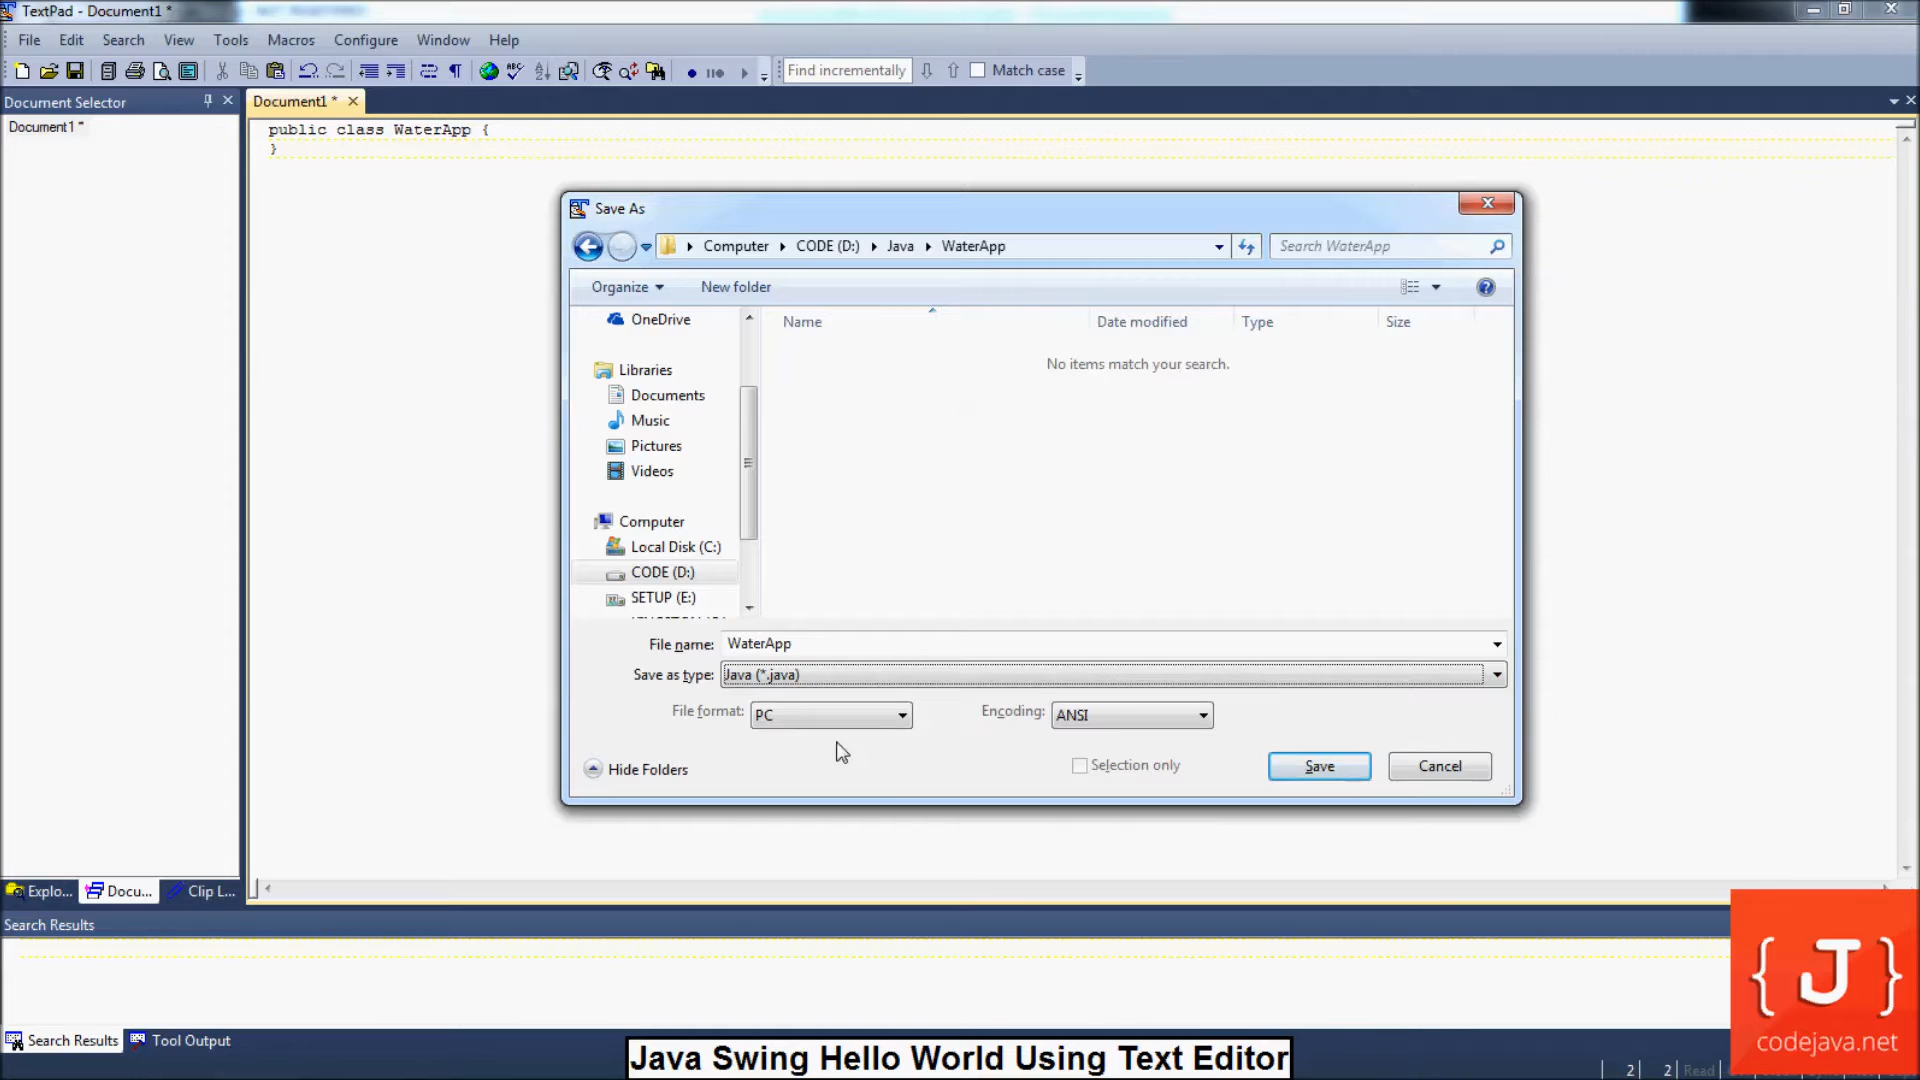 TextPad - Document1 *
File Edit Search View Tools Macros Configure Window Help
Find incrementally Match case
Document Selector
Document1 *
Document1 *
public class WaterApp {
}
Save As
Computer CODE (D:) Java WaterApp
Search WaterApp
Organize New folder
Name Date modified Type Size
No items match your search.
OneDrive
Libraries
Documents
Music
Pictures
Videos
Computer
Local Disk (C:)
CODE (D:)
SETUP (E:)
File name: WaterApp
Save as type: Java (*.java)
File format: PC
Encoding: ANSI
Hide Folders
Selection only
Save Cancel
Explo... Docu... Clip L...
Search Results
Search Results Tool Output
{ J }
codejava.net
Java Swing Hello World Using Text Editor
2 2 Read